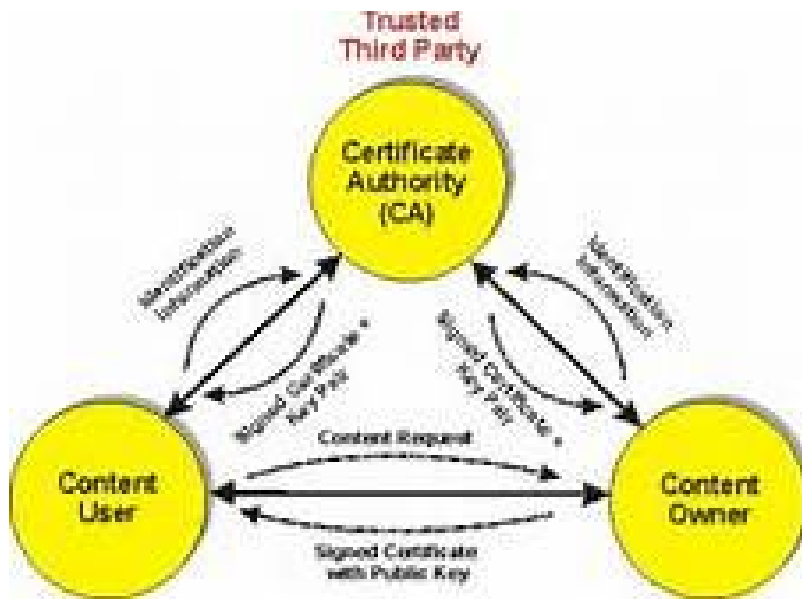 Trusted
Third Party
Certificate
Authority
(CA)
Identification
Information
Identification
Information
Signed Certificate +
Key Pair
Signed Certificate +
Key Pair
Content Request
Content
User
Content
Owner
Signed Certificate
with Public Key